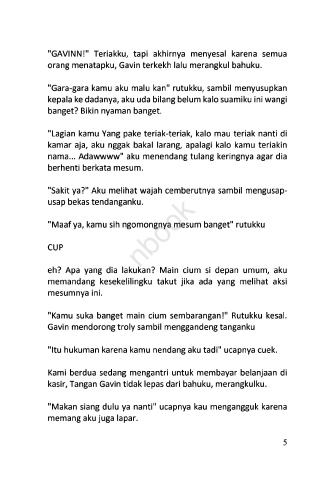 "GAVINN!" Teriakku, tapi akhirnya menyesal karena semua
orang menatapku, Gavin terkekh lalu merangkul bahuku.
"Gara-gara kamu aku malu kan" rutukku, sambil menyusupkan
kepala ke dadanya, aku uda bilang belum kalo suamiku ini wangi
banget? Bikin nyaman banget.
"Lagian kamu Yang pake teriak-teriak, kalo mau teriak nanti di
kamar aja, aku nggak bakal larang, apalagi kalo kamu teriakin
nama... Adawwww" aku menendang tulang keringnya agar dia
berhenti berkata mesum.
"Sakit ya?" Aku melihat wajah cemberutnya sambil mengusap-
usap bekas tendanganku.
"Maaf ya, kamu sih ngomongnya mesum banget" rutukku
CUP
eh? Apa yang dia lakukan? Main cium si depan umum, aku
memandang kesekelilingku takut jika ada yang melihat aksi
mesumnya ini.
"Kamu suka banget main cium sembarangan!" Rutukku kesal.
Gavin mendorong troly sambil menggandeng tanganku
"Itu hukuman karena kamu nendang aku tadi" ucapnya cuek.
Kami berdua sedang mengantri untuk membayar belanjaan di
kasir, Tangan Gavin tidak lepas dari bahuku, merangkulku.
"Makan siang dulu ya nanti" ucapnya kau mengangguk karena
memang aku juga lapar.
nbook
5